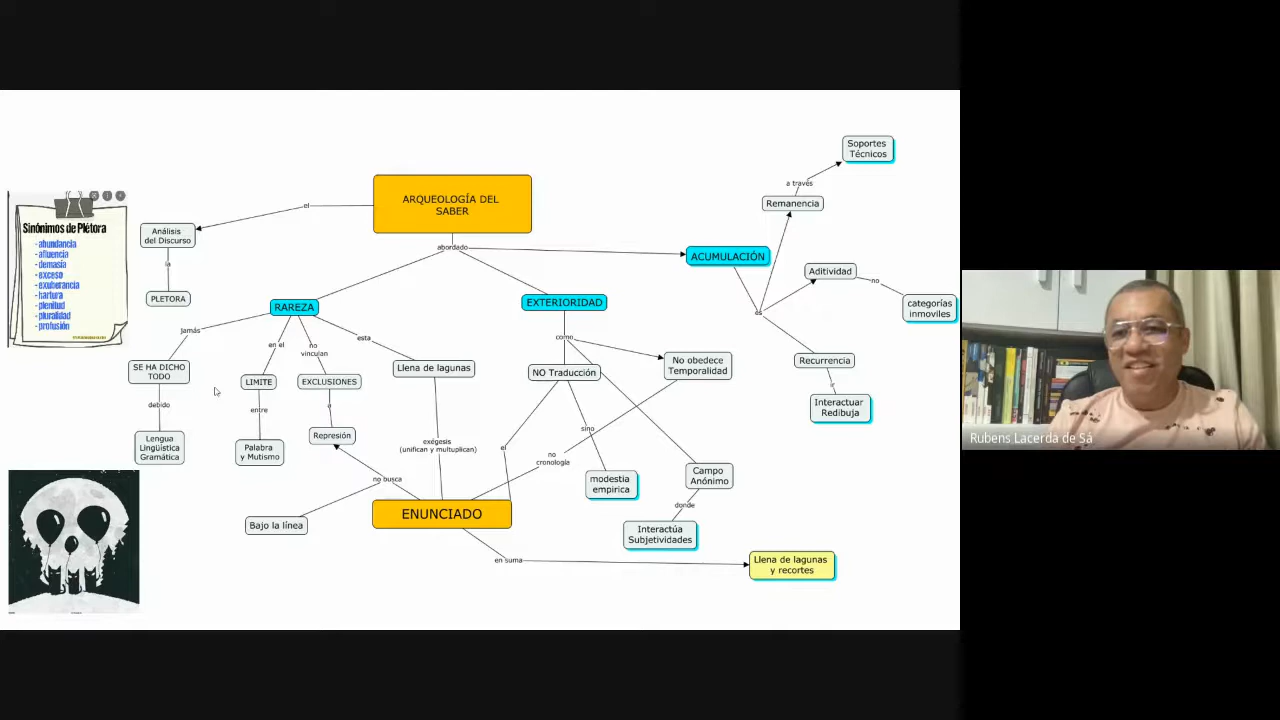 Soportes
Técnicos
a través
Remanencia
ARQUEOLOGÍA DEL
SABER
el
Sinónimos de Plétora
- abundancia
- afluencia
- demasía
- exceso
- exuberancia
- hartura
- plenitud
- pluralidad
- profusión
Análisis
del Discurso
la
PLETORA
abordado
ACUMULACIÓN
Aditividad
no
categorías
inmoviles
es
RAREZA
EXTERIORIDAD
Jamás
en el
no
vinculan
esta
como
SE HA DICHO
TODO
LIMITE
EXCLUSIONES
Llena de lagunas
NO Traducción
No obedece
Temporalidad
Recurrencia
Interactuar
Redibuja
debido
entre
Lengua
Lingüistica
Gramática
Palabra
y Mutismo
Represión
exégesis
(unifican y multuplican)
el
sino
no
cronología
no busca
modestia
empirica
Campo
Anónimo
donde
Interactúa
Subjetividades
Bajo la línea
ENUNCIADO
en suma
Llena de lagunas
y recortes
Rubens Lacerda de Sá